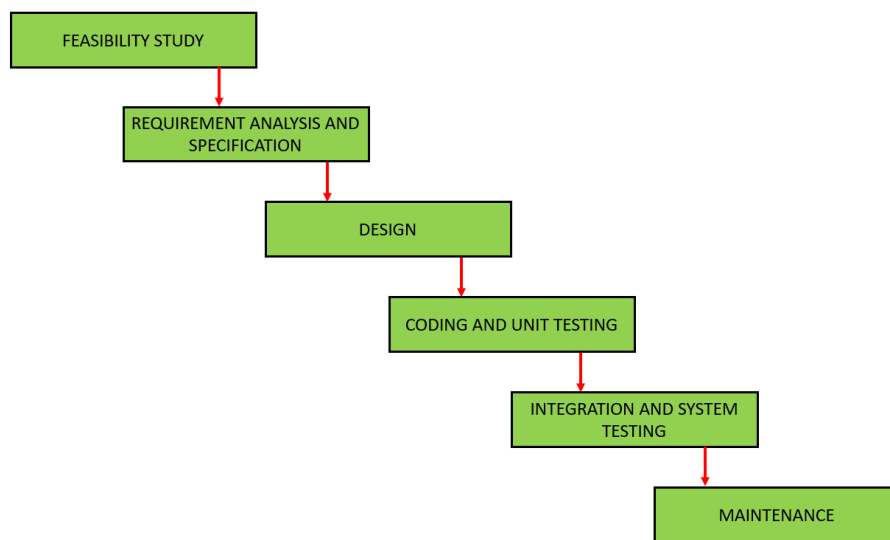 FEASIBILITY STUDY
REQUIREMENT ANALYSIS AND
SPECIFICATION
DESIGN
CODING AND UNIT TESTING
INTEGRATION AND SYSTEM
TESTING
MAINTENANCE